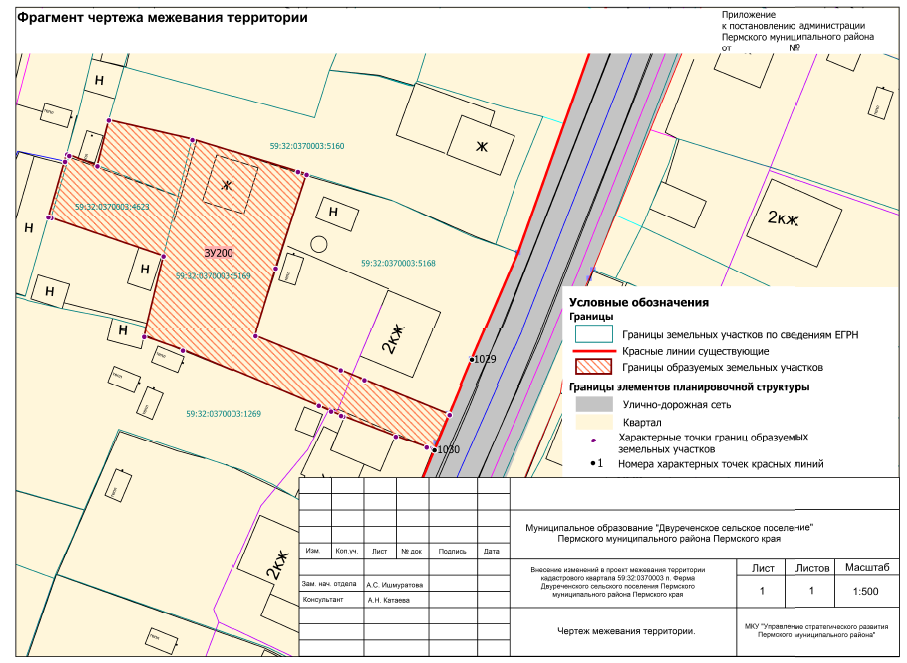 Фрагмент чертежа межевания территории
Приложение
к постановлению администрации
Пермского муниципального района
от №
Н
59:32:0370003:5160
Ж
Ж
59:32:0370003:4623
Н
Н
2кж
ЗУ200
59:32:0370003:5168
Н
59:32:0370003:5169
Н
Н
2кж
1029
59:32:0370003:1269
1030
2кж
Условные обозначения
Границы
Границы земельных участков по сведениям ЕГРН
Красные линии существующие
Границы образуемых земельных участков
Границы элементов планировочной структуры
Улично-дорожная сеть
Квартал
Характерные точки границ образуемых
земельных участков
1 Номера характерных точек красных линий
Муниципальное образование "Двуреченское сельское поселение"
Пермского муниципального района Пермского края
Изм. Кол.уч. Лист № док Подпись Дата
Внесение изменений в проект межевания территории
кадастрового квартала 59:32:0370003 п. Ферма
Двуреченского сельского поселения Пермского
муниципального района Пермского края
Лист Листов Масштаб
1 1 1:500
Зам. нач. отдела А.С. Ишмуратова
Консультант А.Н. Катаева
Чертеж межевания территории.
МКУ "Управление стратегического развития
Пермского муниципального района"